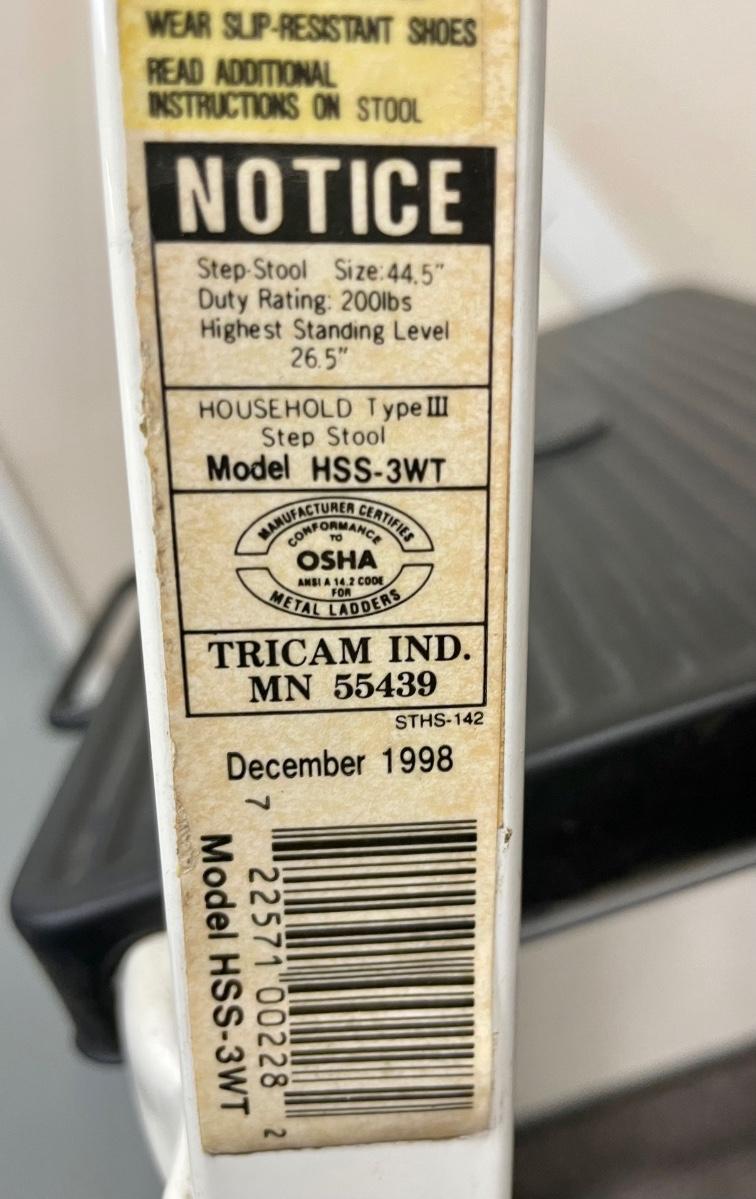 WEAR SLIP-RESISTANT SHOES
READ ADDITIONAL
INSTRUCTIONS ON STOOL
NOTICE
Step-Stool Size:44.5"
Duty Rating: 200lbs
Highest Standing Level
26.5"
HOUSEHOLD Type III
Step Stool
Model HSS-3WT
MANUFACTURER CERTIFIES
CONFORMANCE
TO
OSHA
ANSI A 14.2 CODE
FOR
METAL LADDERS
TRICAM IND.
MN 55439
STHS-142
December 1998
7 22571 00228 2
Model HSS-3WT